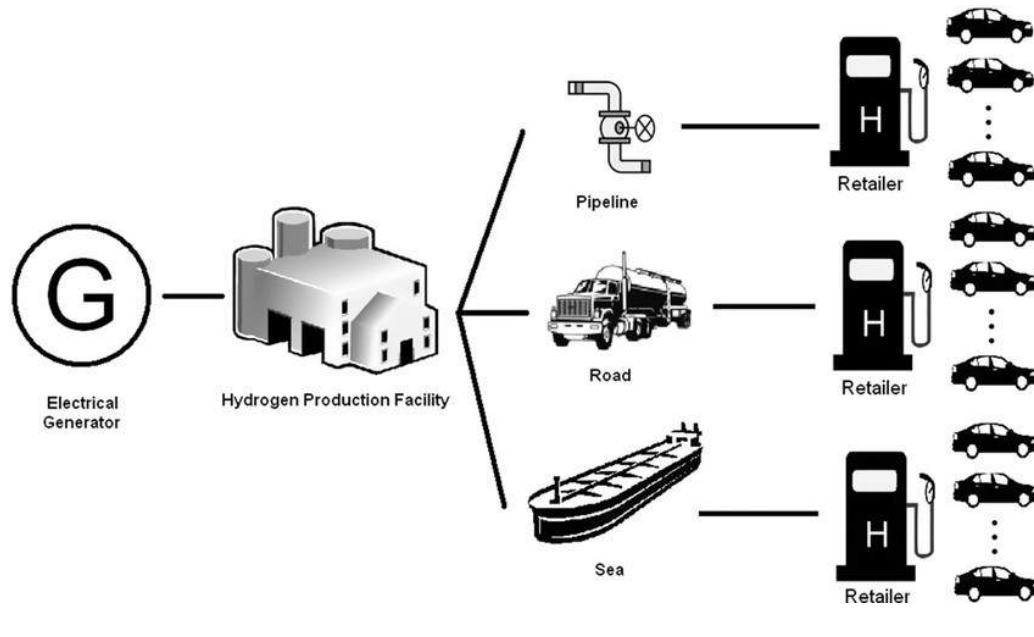 G
Electrical
Generator
Hydrogen Production Facility
Pipeline
H
Retailer
Road
H
Retailer
Sea
H
Retailer